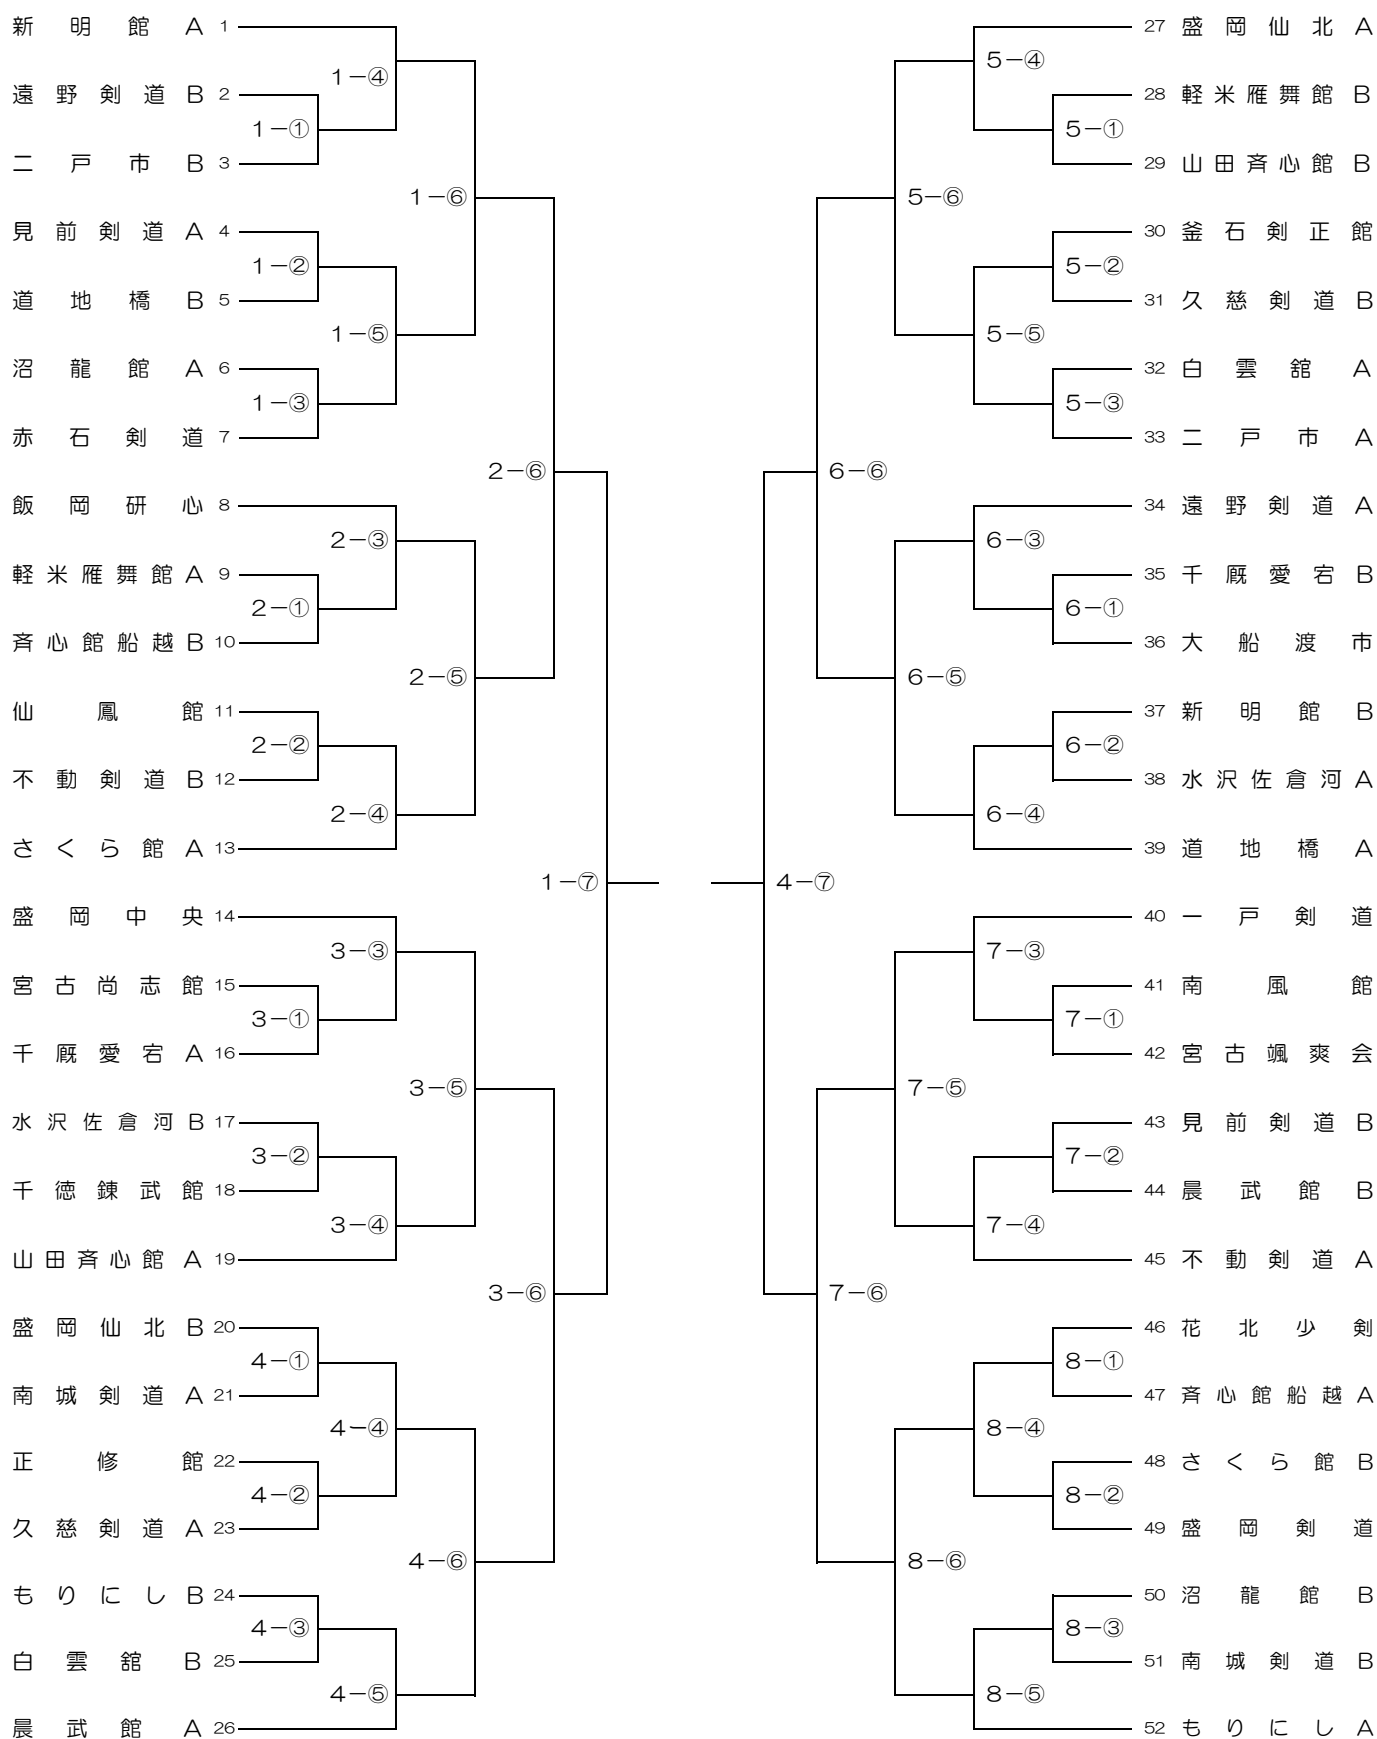 新明館A 1
1－④
遠野剣道B 2
1－①
二戸市B 3
1－⑥
見前剣道A 4
1－②
道地橋B 5
1－⑤
沼龍館A 6
1－③
赤石剣道 7
2－⑥
飯岡研心 8
2－③
軽米雁舞館A 9
2－①
斉心館船越B 10
2－⑤
仙鳳館 11
2－②
不動剣道B 12
2－④
さくら館A 13
1－⑦
盛岡中央 14
3－③
宮古尚志館 15
3－①
千厩愛宕A 16
3－⑤
水沢佐倉河B 17
3－②
千徳錬武館 18
3－④
山田斉心館A 19
3－⑥
盛岡仙北B 20
4－①
南城剣道A 21
4－④
正修館 22
4－②
久慈剣道A 23
4－⑥
もりにしB 24
4－③
白雲舘B 25
4－⑤
晨武館A 26
27 盛岡仙北A
5－④
28 軽米雁舞館B
5－①
29 山田斉心館B
5－⑥
30 釜石剣正館
5－②
31 久慈剣道B
5－⑤
32 白雲舘A
5－③
33 二戸市A
6－⑥
34 遠野剣道A
6－③
35 千厩愛宕B
6－①
36 大船渡市
6－⑤
37 新明館B
6－②
38 水沢佐倉河A
6－④
39 道地橋A
4－⑦
40 一戸剣道
7－③
41 南風館
7－①
42 宮古颯爽会
7－⑤
43 見前剣道B
7－②
44 晨武館B
7－④
45 不動剣道A
7－⑥
46 花北少剣
8－①
47 斉心館船越A
8－④
48 さくら館B
8－②
49 盛岡剣道
8－⑥
50 沼龍館B
8－③
51 南城剣道B
8－⑤
52 もりにしA